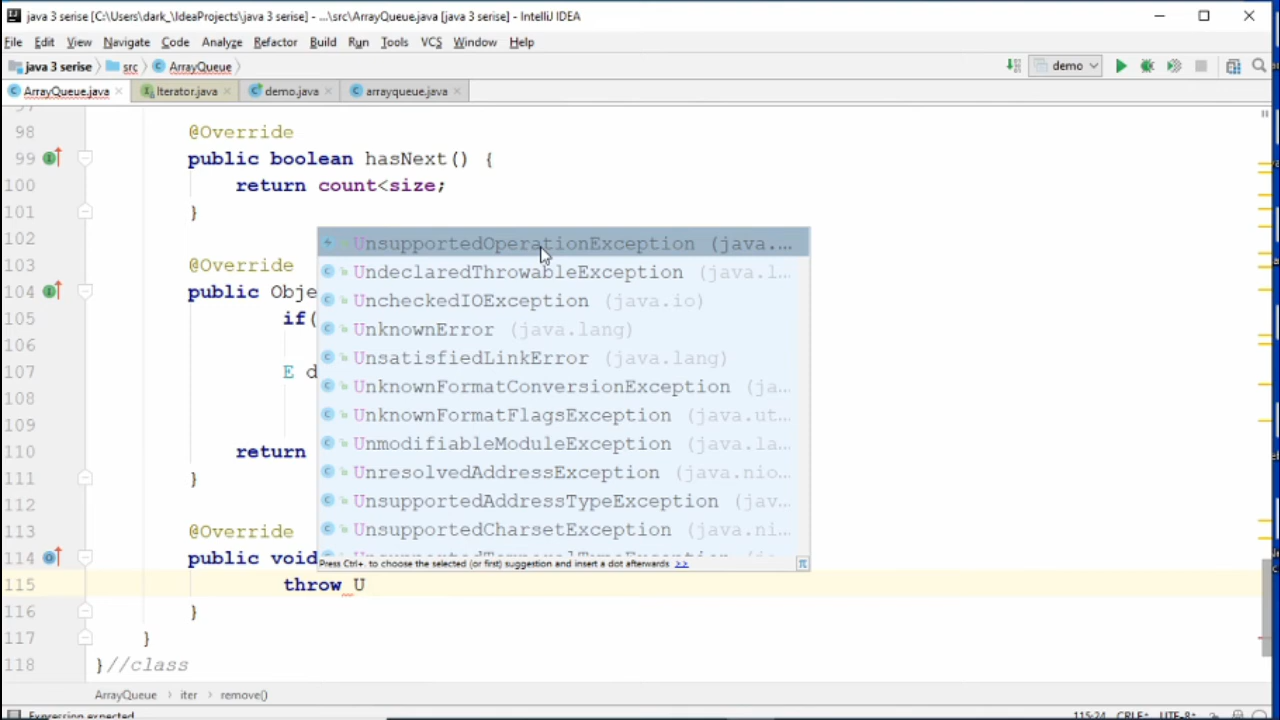 java 3 serise [C:\Users\dark_\IdeaProjects\java 3 serise] - ...\src\ArrayQueue.java [java 3 serise] - IntelliJ IDEA
File Edit View Navigate Code Analyze Refactor Build Run Tools VCS Window Help
java 3 serise src ArrayQueue demo
ArrayQueue.java Iterator.java demo.java arrayqueue.java
97
98 @Override
99 public boolean hasNext() {
100 return count<size;
101 }
102
103 @Override
104 public Obje
105 if(
106
107 E d
108
109
110 return
111 }
112
113 @Override
114 public void
115 throw U
116 }
117 }
118 }//class
UnsupportedOperationException (java....
UndeclaredThrowableException (java.l...
UncheckedIOException (java.io)
UnknownError (java.lang)
UnsatisfiedLinkError (java.lang)
UnknownFormatConversionException (ja...
UnknownFormatFlagsException (java.ut...
UnmodifiableModuleException (java.la...
UnresolvedAddressException (java.nio...
UnsupportedAddressTypeException (jav...
UnsupportedCharsetException (java.ni...
Press Ctrl+. to choose the selected (or first) suggestion and insert a dot afterwards >>
ArrayQueue iter remove()
Expression expected 115:24 CRLF UTF-8